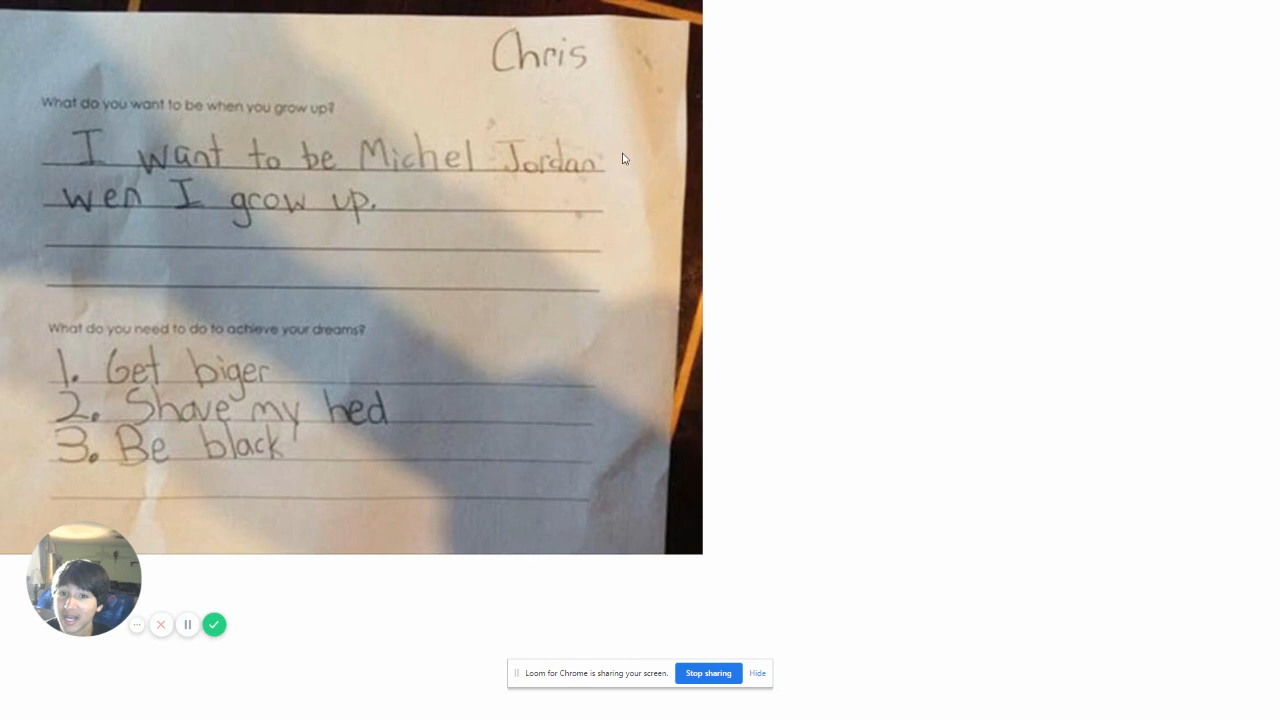 Chris
What do you want to be when you grow up?
I want to be Michel Jordan
wen I grow up.
What do you need to do to achieve your dreams?
1. Get biger
2. Shave my hed
3. Be black
Loom for Chrome is sharing your screen. Stop sharing Hide